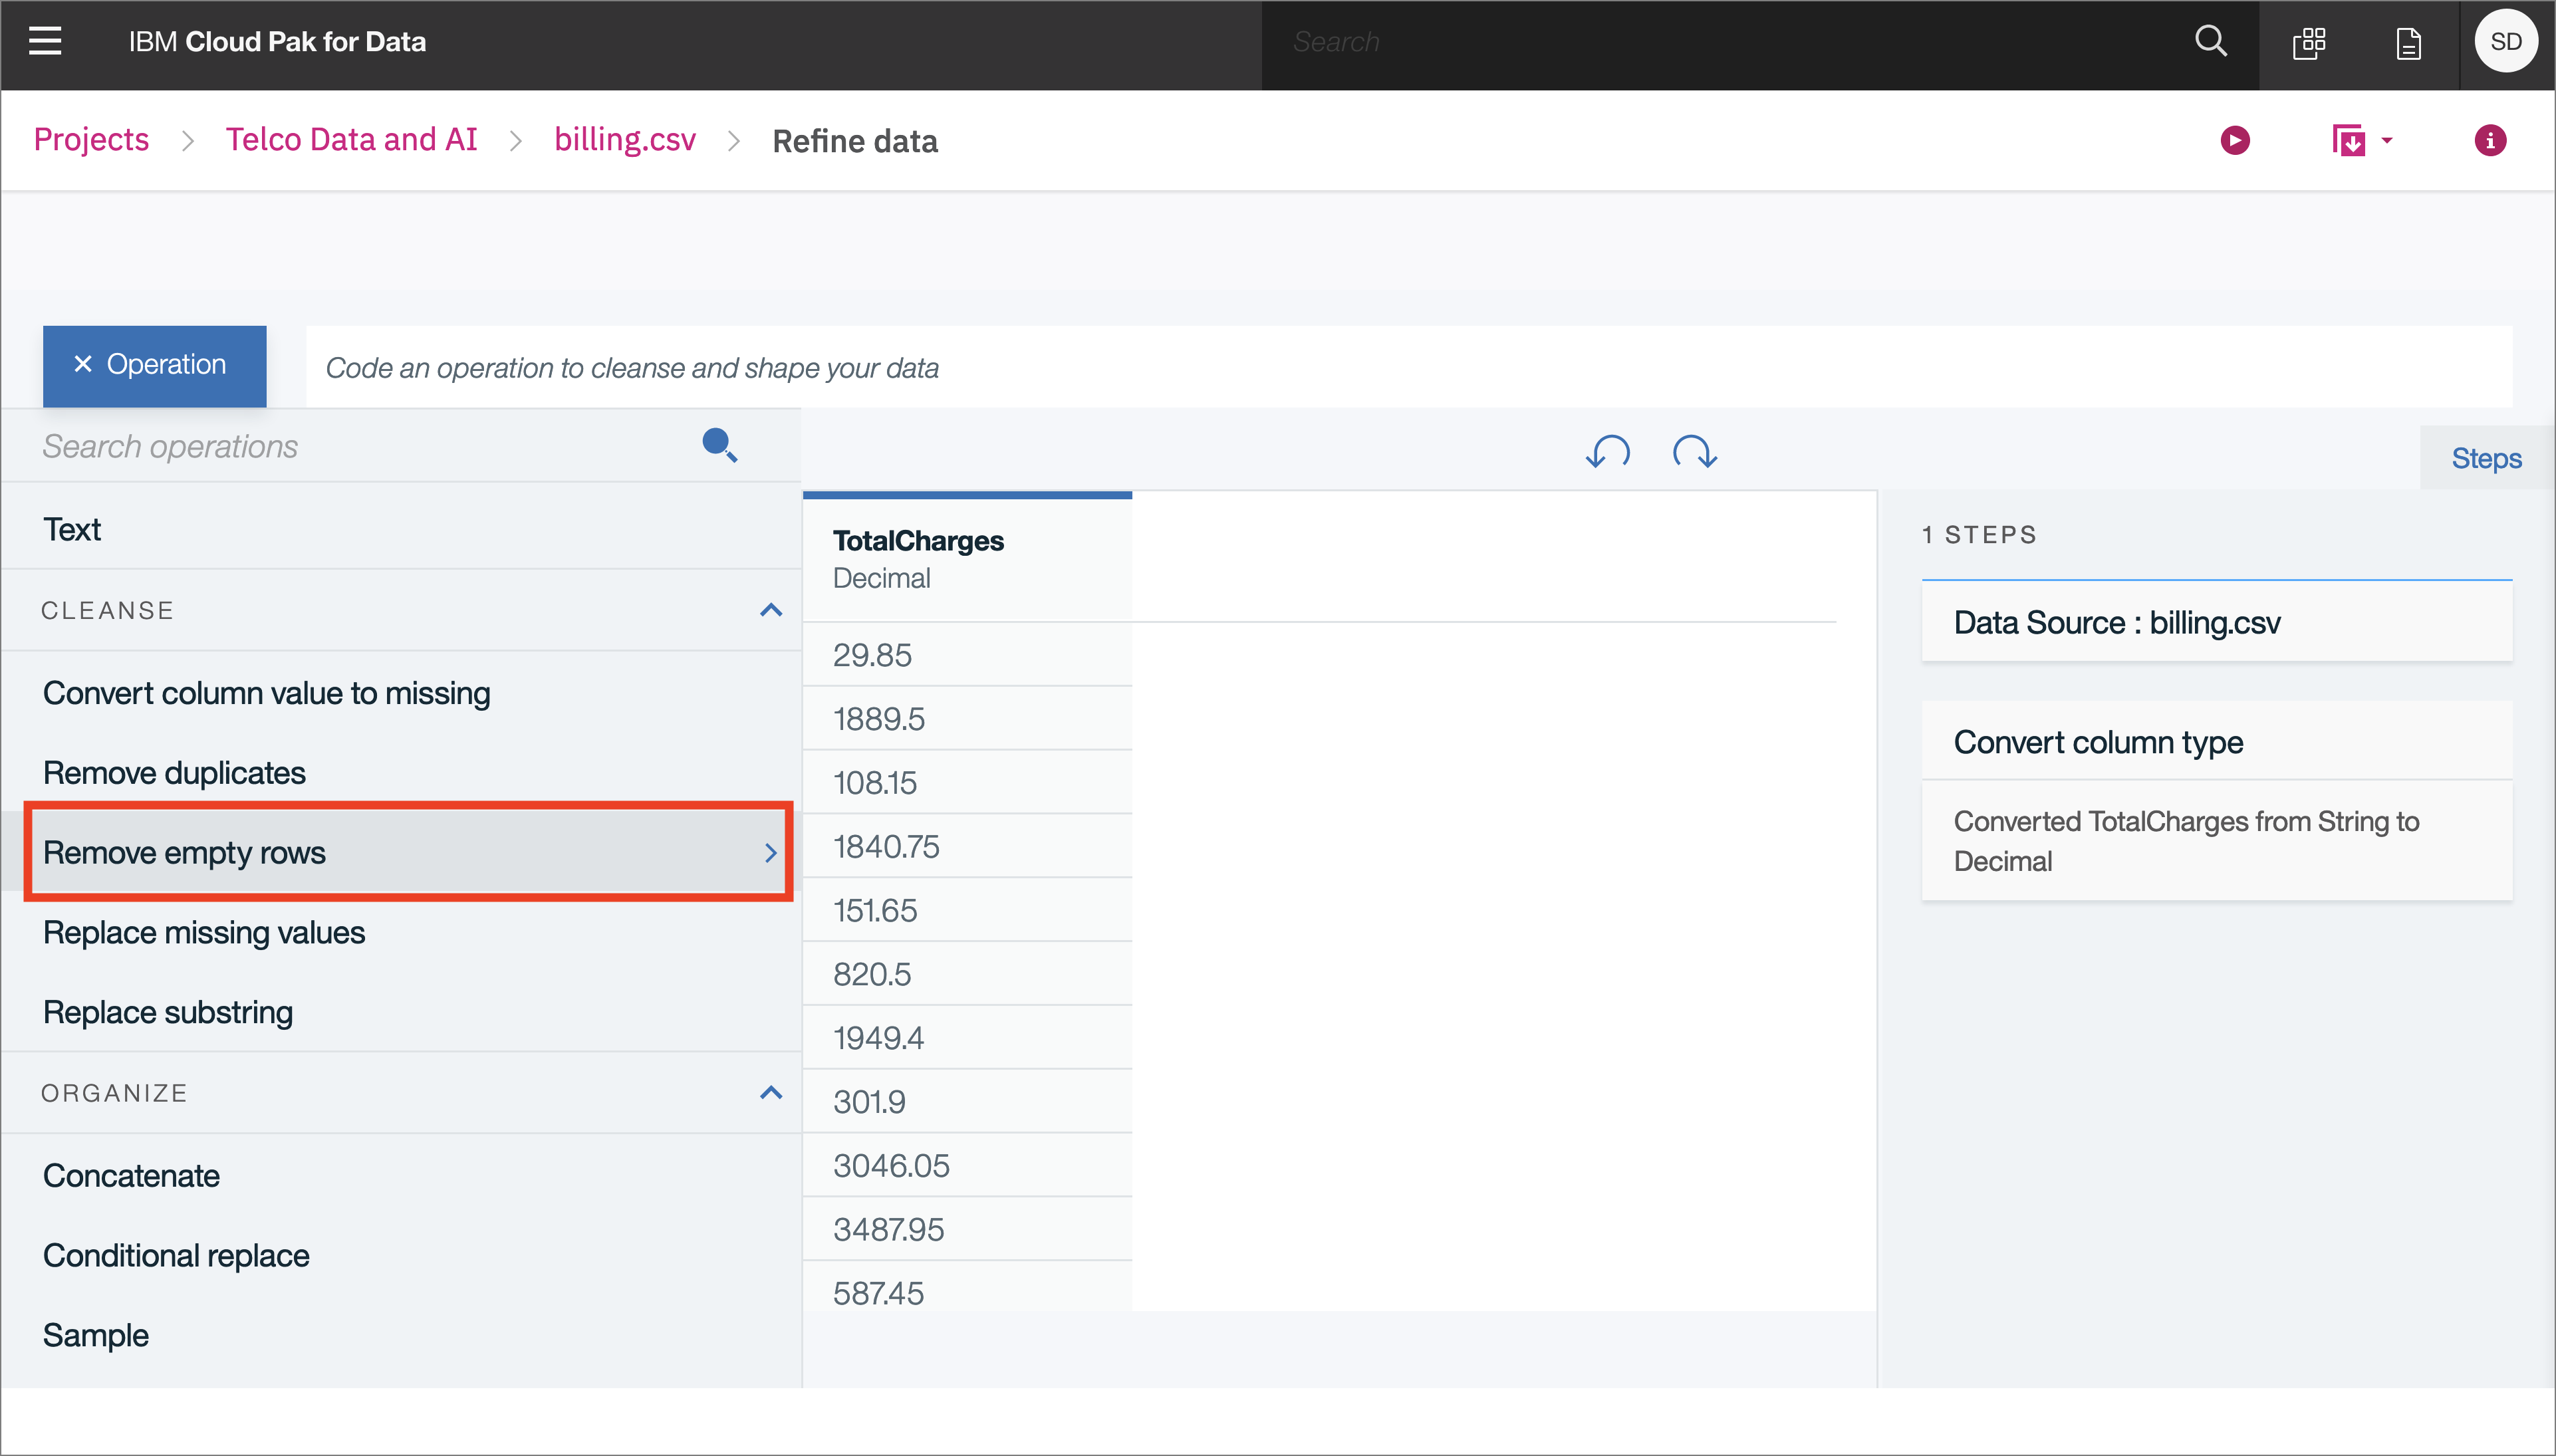 IBM Cloud Pak for Data
Search
SD
Projects > Telco Data and AI > billing.csv > Refine data
× Operation
Code an operation to cleanse and shape your data
Search operations
Steps
Text
CLEANSE
Convert column value to missing
Remove duplicates
Remove empty rows
Replace missing values
Replace substring
ORGANIZE
Concatenate
Conditional replace
Sample
TotalCharges
Decimal
29.85
1889.5
108.15
1840.75
151.65
820.5
1949.4
301.9
3046.05
3487.95
587.45
1 STEPS
Data Source : billing.csv
Convert column type
Converted TotalCharges from String to
Decimal